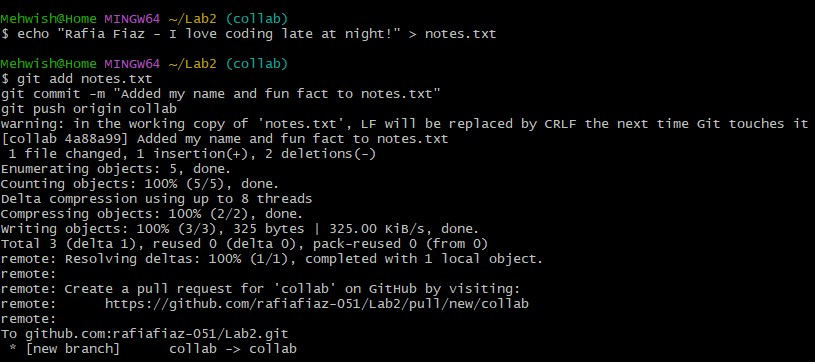 Mehwish@Home MINGW64 ~/Lab2 (collab)
$ echo "Rafia Fiaz - I love coding late at night!" > notes.txt
Mehwish@Home MINGW64 ~/Lab2 (collab)
$ git add notes.txt
git commit -m "Added my name and fun fact to notes.txt"
git push origin collab
warning: in the working copy of 'notes.txt', LF will be replaced by CRLF the next time Git touches it
[collab 4a88a99] Added my name and fun fact to notes.txt
 1 file changed, 1 insertion(+), 2 deletions(-)
Enumerating objects: 5, done.
Counting objects: 100% (5/5), done.
Delta compression using up to 8 threads
Compressing objects: 100% (2/2), done.
Writing objects: 100% (3/3), 325 bytes | 325.00 KiB/s, done.
Total 3 (delta 1), reused 0 (delta 0), pack-reused 0 (from 0)
remote: Resolving deltas: 100% (1/1), completed with 1 local object.
remote:
remote: Create a pull request for 'collab' on GitHub by visiting:
remote:      https://github.com/rafiafiaz-051/Lab2/pull/new/collab
remote:
To github.com:rafiafiaz-051/Lab2.git
 * [new branch]      collab -> collab